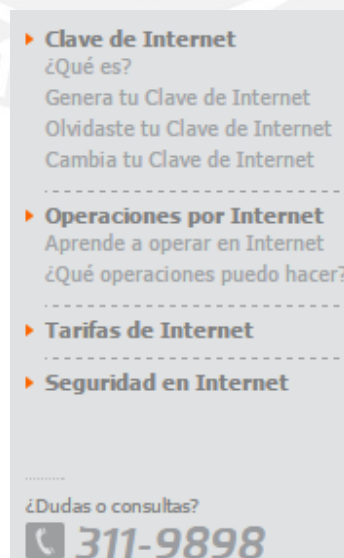 Clave de Internet
¿Qué es?
Genera tu Clave de Internet
Olvidaste tu Clave de Internet
Cambia tu Clave de Internet
Operaciones por Internet
Aprende a operar en Internet
¿Qué operaciones puedo hacer?
Tarifas de Internet
Seguridad en Internet
¿Dudas o consultas?
311-9898